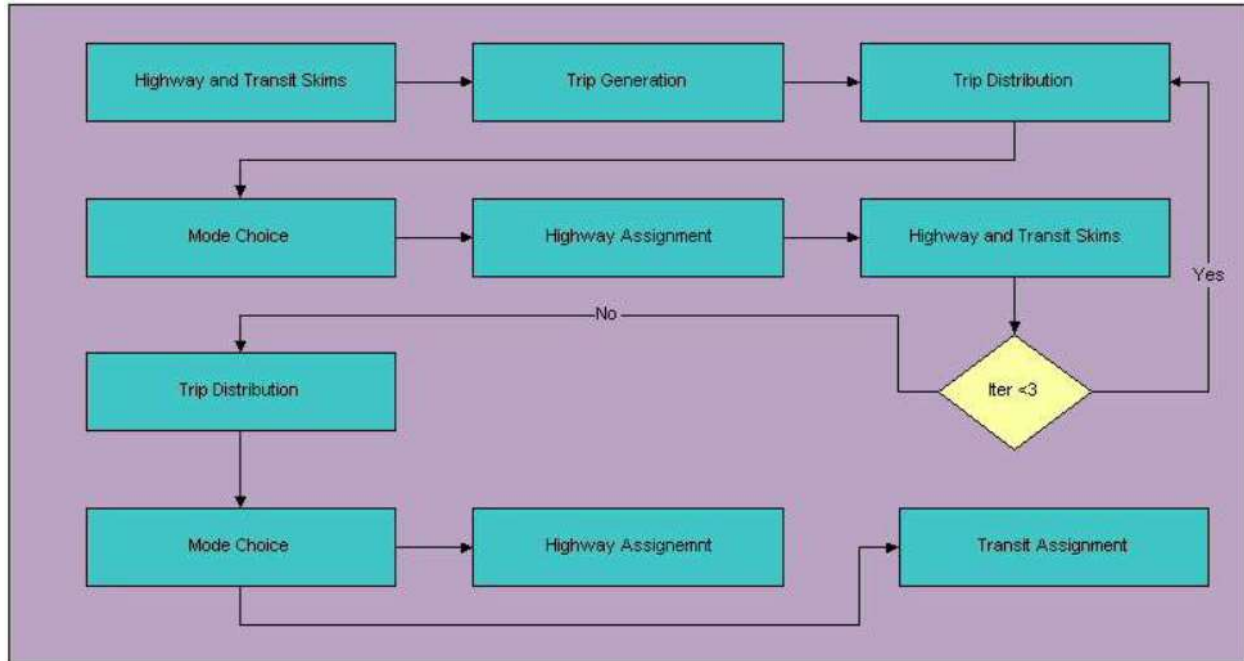 Highway and Transit Skims
Trip Generation
Trip Distribution
Mode Choice
Highway Assignment
Highway and Transit Skims
Yes
No
Trip Distribution
Iter <3
Mode Choice
Highway Assignemnt
Transit Assignment